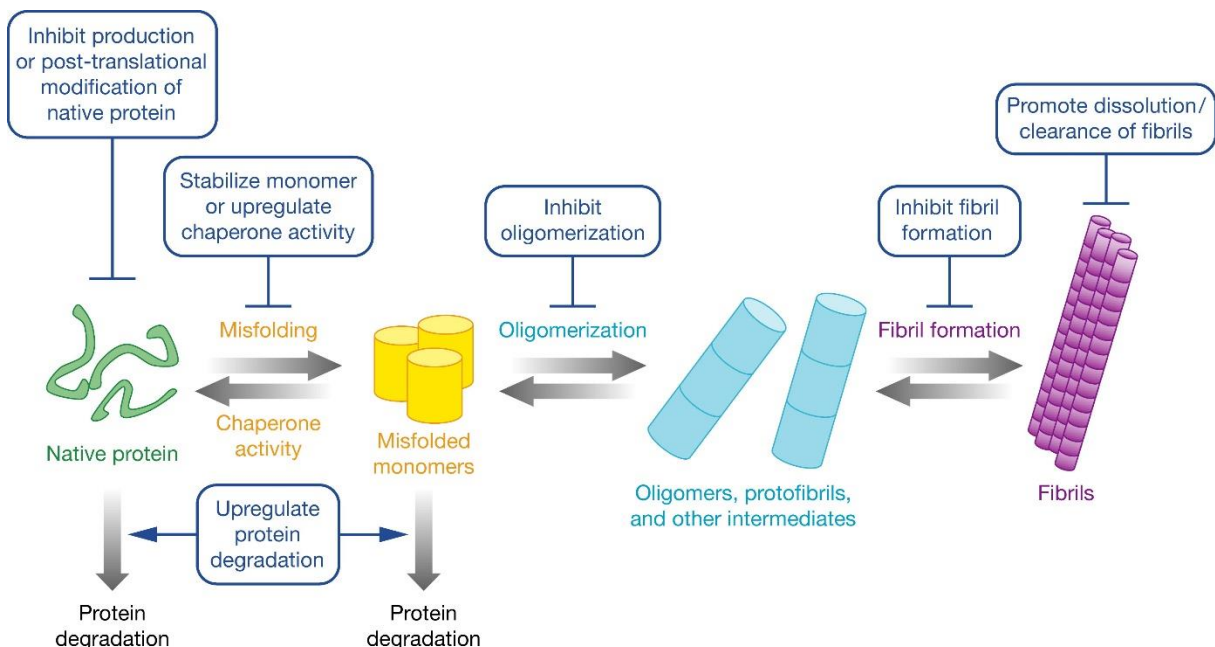 Inhibit production
or post-translational
modification of
native protein
Promote dissolution/
clearance of fibrils
Stabilize monomer
or upregulate
chaperone activity
Inhibit
oligomerization
Inhibit fibril
formation
Misfolding
Oligomerization
Fibril formation
Chaperone
activity
Native protein
Misfolded
monomers
Oligomers, protofibrils,
and other intermediates
Fibrils
Upregulate
protein
degradation
Protein
degradation
Protein
degradation